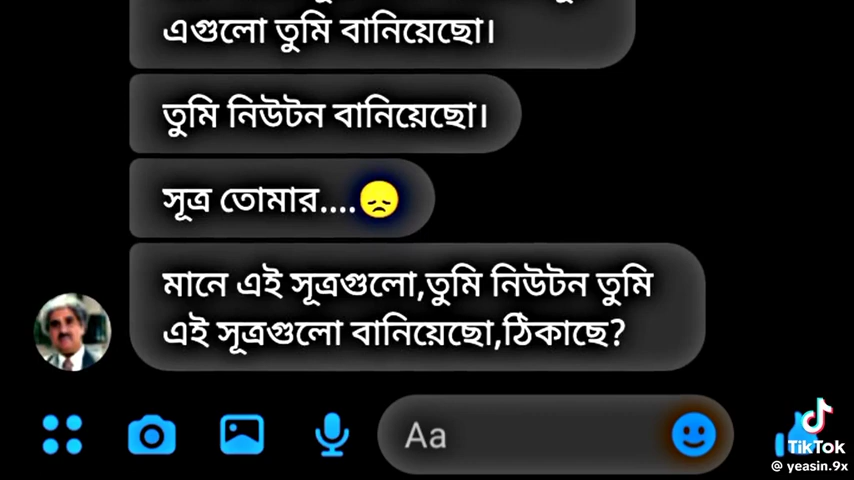 এগুলো তুমি বানিয়েছো।
তুমি নিউটন বানিয়েছো।
সূত্র তোমার....😞
মানে এই সূত্রগুলো,তুমি নিউটন তুমি
এই সূত্রগুলো বানিয়েছো,ঠিকাছে?
Aa
TikTok
@ yeasin.9x